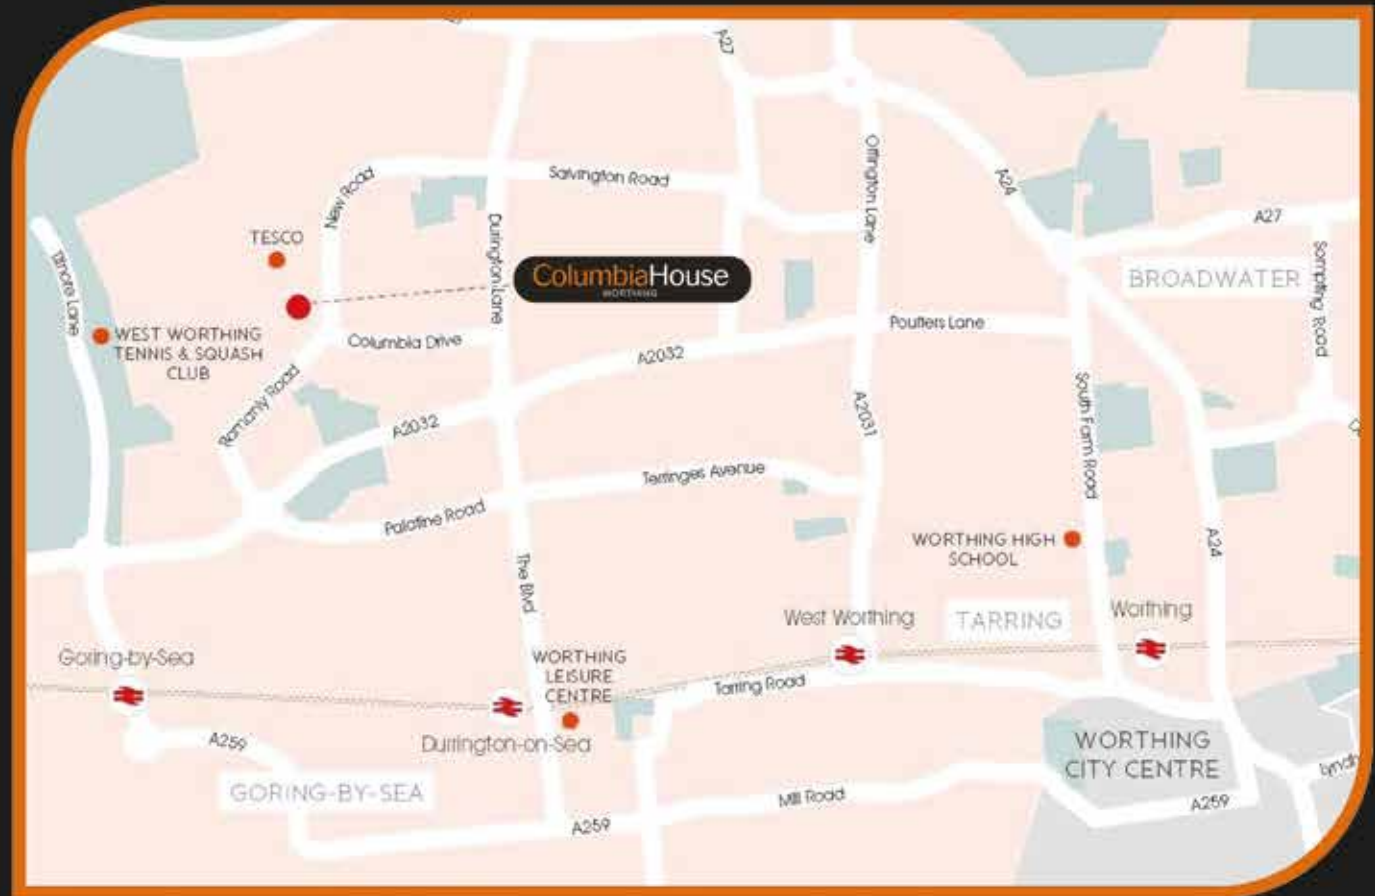 A27
Offington Lane
A24
New Road
Salvington Road
A27
TESCO
Durrington Lane
ColumbiaHouse
WORTHING
BROADWATER
Sompting Road
Titnore Lane
WEST WORTHING
TENNIS & SQUASH
CLUB
Columbia Drive
A2032
Poulters Lane
Romany Road
A2032
A2031
South Farm Road
Terringes Avenue
Palatine Road
WORTHING HIGH
SCHOOL
A24
The Blvd
West Worthing
TARRING
Worthing
Goring-by-Sea
WORTHING
LEISURE
CENTRE
Tarring Road
Durrington-on-Sea
A259
WORTHING
CITY CENTRE
GORING-BY-SEA
Mill Road
A259
A259